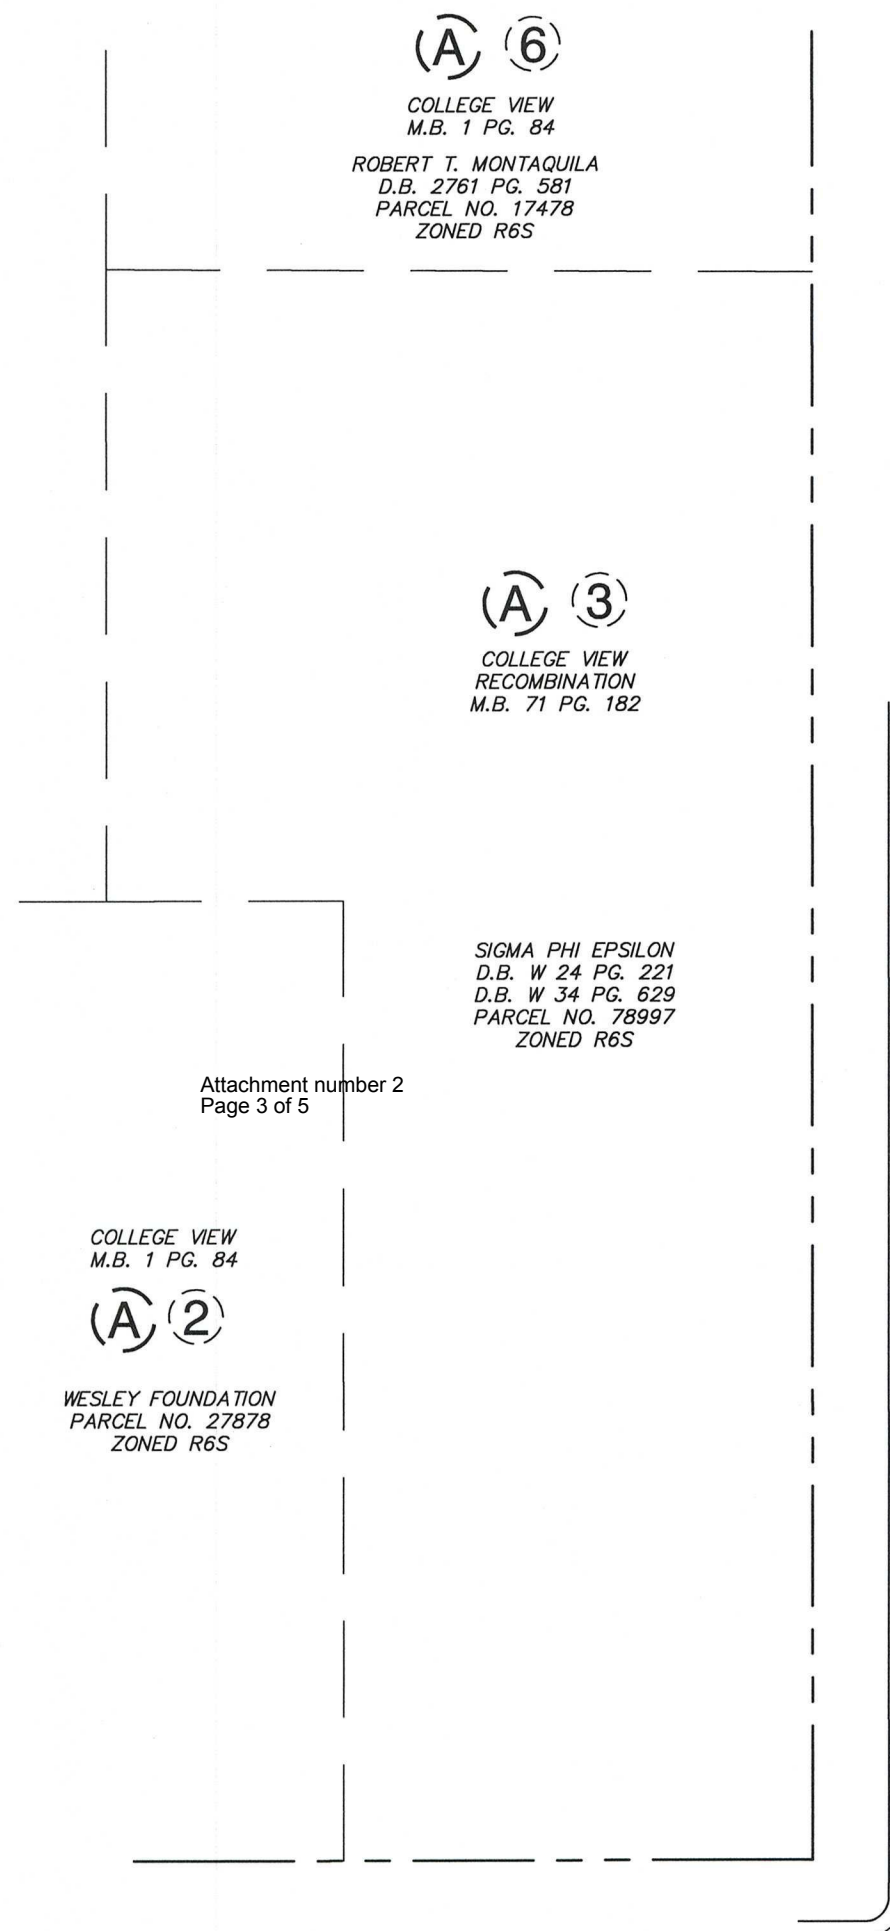 A 6
COLLEGE VIEW
M.B. 1 PG. 84
ROBERT T. MONTAQUILA
D.B. 2761 PG. 581
PARCEL NO. 17478
ZONED R6S
A 3
COLLEGE VIEW
RECOMBINATION
M.B. 71 PG. 182
SIGMA PHI EPSILON
D.B. W 24 PG. 221
D.B. W 34 PG. 629
PARCEL NO. 78997
ZONED R6S
Attachment number 2
Page 3 of 5
COLLEGE VIEW
M.B. 1 PG. 84
A 2
WESLEY FOUNDATION
PARCEL NO. 27878
ZONED R6S